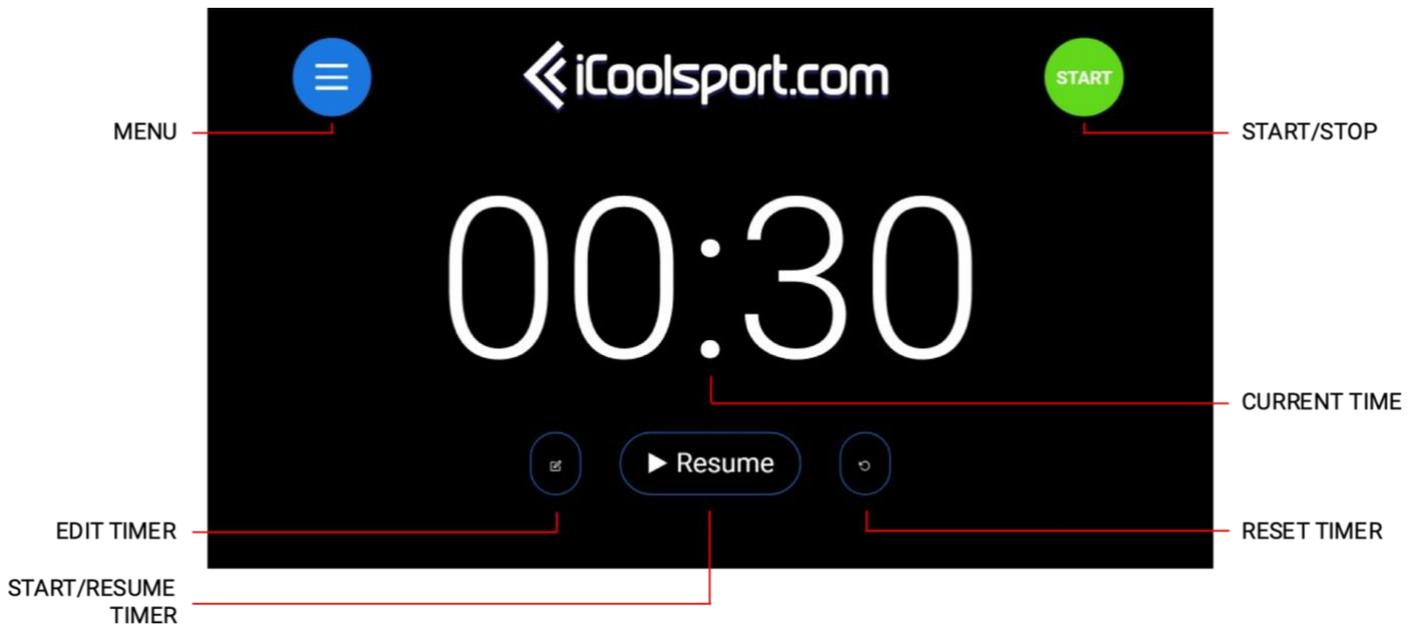 iCoolsport.com
START
MENU
START/STOP
00:30
CURRENT TIME
Resume
EDIT TIMER
RESET TIMER
START/RESUME
TIMER